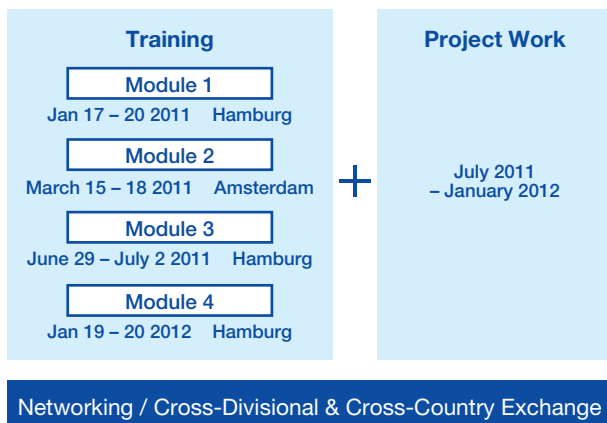 Training
Module 1
Jan 17 – 20 2011 Hamburg
Module 2
March 15 – 18 2011 Amsterdam
Module 3
June 29 – July 2 2011 Hamburg
Module 4
Jan 19 – 20 2012 Hamburg
+
Project Work
July 2011
– January 2012
Networking / Cross-Divisional & Cross-Country Exchange